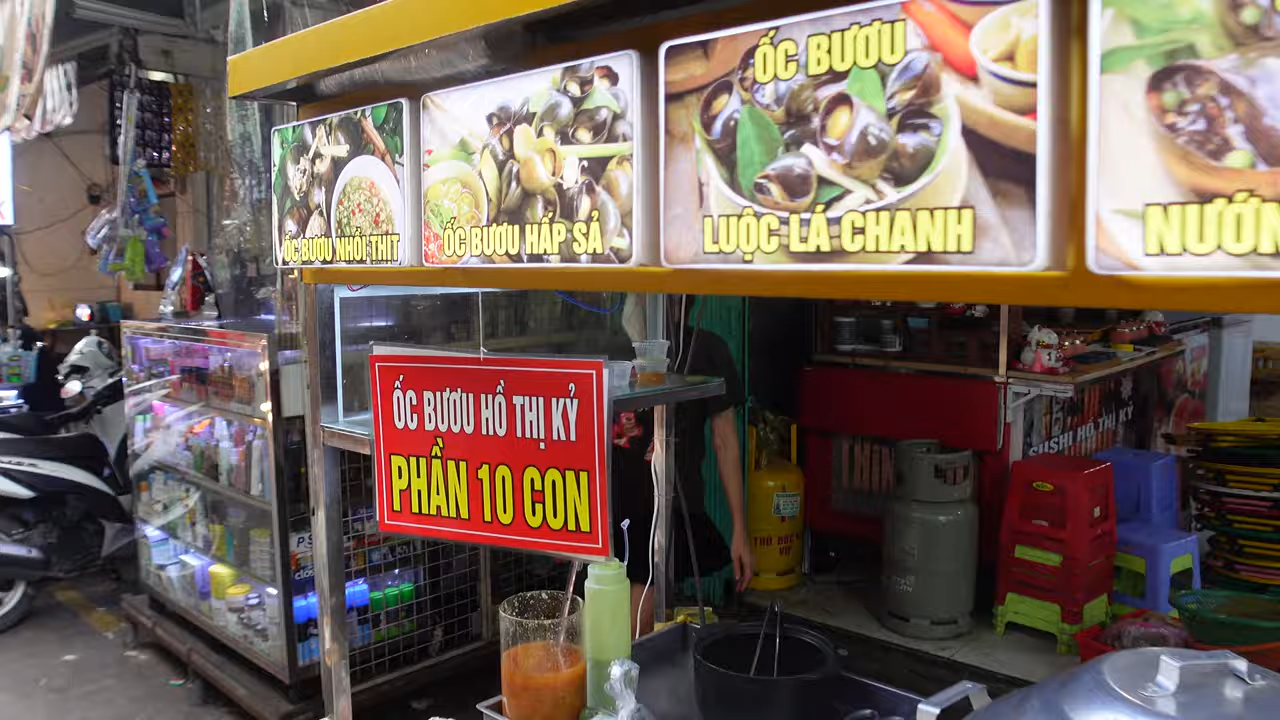 ỐC BƯƠU NHỒI THỊT
ỐC BƯƠU HẤP SẢ
ỐC BƯƠU
LUỘC LÁ CHANH
ỐC BƯƠU HỒ THỊ KỶ
PHẦN 10 CON
SUSHI HỒ THỊ KỶ